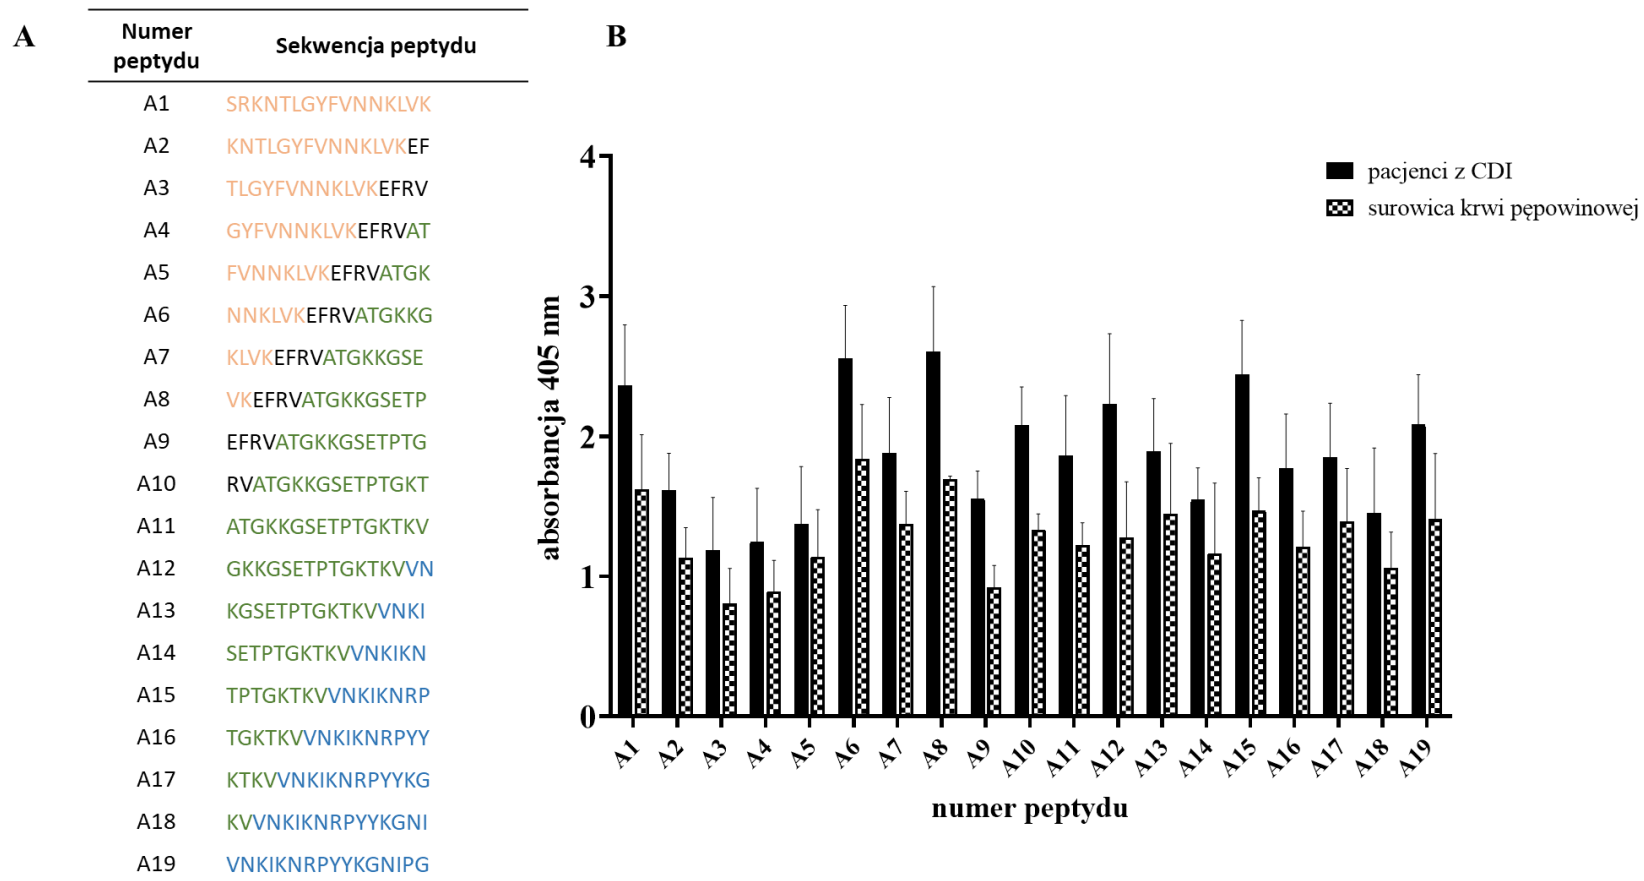 A
Numer
peptydu
Sekwencja peptydu
A1 SRKNTLGYFVNNKLVK
A2 KNTLGYFVNNKLVKEF
A3 TLGYFVNNKLVKEFRV
A4 GYFVNNKLVKEFRVAT
A5 FVNNKLVKEFRVATGK
A6 NNKLVKEFRVATGKKG
A7 KLVKEFRVATGKKGSE
A8 VKEFRVATGKKGSETP
A9 EFRVATGKKGSETPTG
A10 RVATGKKGSETPTGKT
A11 ATGKKGSETPTGKTKV
A12 GKKGSETPTGKTKVVN
A13 KGSETPTGKTKVVNKI
A14 SETPTGKTKVVNKIKN
A15 TPTGKTKVVNKIKNRP
A16 TGKTKVVNKIKNRPYY
A17 KTKVVNKIKNRPYYKG
A18 KVVNKIKNRPYYKGNI
A19 VNKIKNRPYYKGNIPG
B
pacjenci z CDI
surowica krwi pępowinowej
absorbancja 405 nm
4
3
2
1
0
A1 A2 A3 A4 A5 A6 A7 A8 A9 A10 A11 A12 A13 A14 A15 A16 A17 A18 A19
numer peptydu